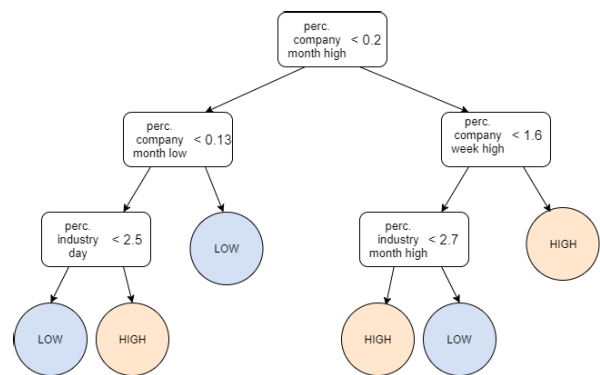 perc.
company < 0.2
month high
perc.
company < 0.13
month low
perc.
company < 1.6
week high
perc.
industry < 2.5
day
LOW
perc.
industry < 2.7
month high
HIGH
LOW
HIGH
HIGH
LOW